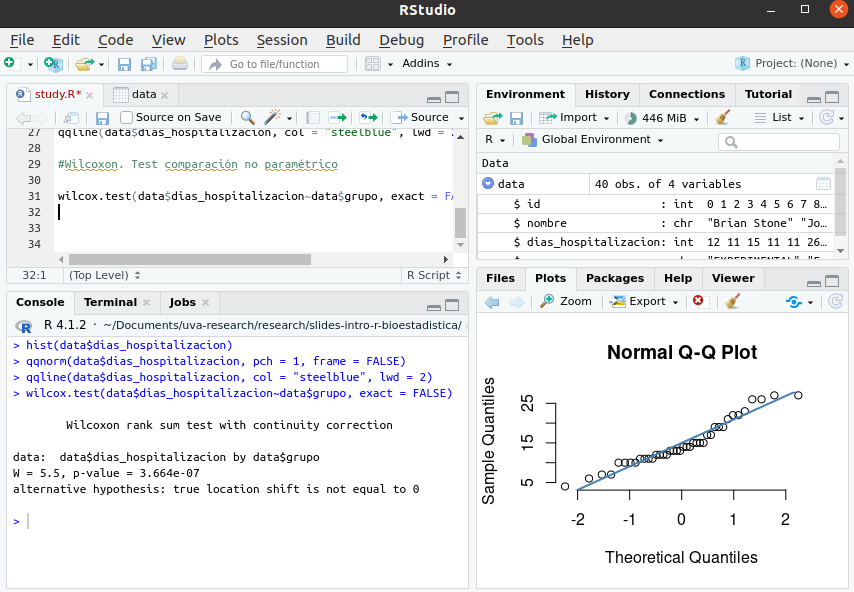 RStudio
File Edit Code View Plots Session Build Debug Profile Tools Help
Go to file/function Addins Project: (None)
study.R* data
Source on Save Source
27 qqline(data$dias_hospitalizacion, col = "steelblue", lwd =
28
29 #Wilcoxon. Test comparación no paramétrico
30
31 wilcox.test(data$dias_hospitalizacion~data$grupo, exact = FA
32
33
34
32:1 (Top Level) R Script
Console Terminal Jobs
R 4.1.2 · ~/Documents/uva-research/research/slides-intro-r-bioestadistica/
> hist(data$dias_hospitalizacion)
> qqnorm(data$dias_hospitalizacion, pch = 1, frame = FALSE)
> qqline(data$dias_hospitalizacion, col = "steelblue", lwd = 2)
> wilcox.test(data$dias_hospitalizacion~data$grupo, exact = FALSE)
Wilcoxon rank sum test with continuity correction
data: data$dias_hospitalizacion by data$grupo
W = 5.5, p-value = 3.664e-07
alternative hypothesis: true location shift is not equal to 0
>
Environment History Connections Tutorial
Import 446 MiB List
R Global Environment
Data
data 40 obs. of 4 variables
$ id : int 0 1 2 3 4 5 6 7 8…
$ nombre : chr "Brian Stone" "Jo…
$ dias_hospitalizacion: int 12 11 15 11 11 26…
Files Plots Packages Help Viewer
Zoom Export
Normal Q-Q Plot
Sample Quantiles
25
15
5
-2 -1 0 1 2
Theoretical Quantiles